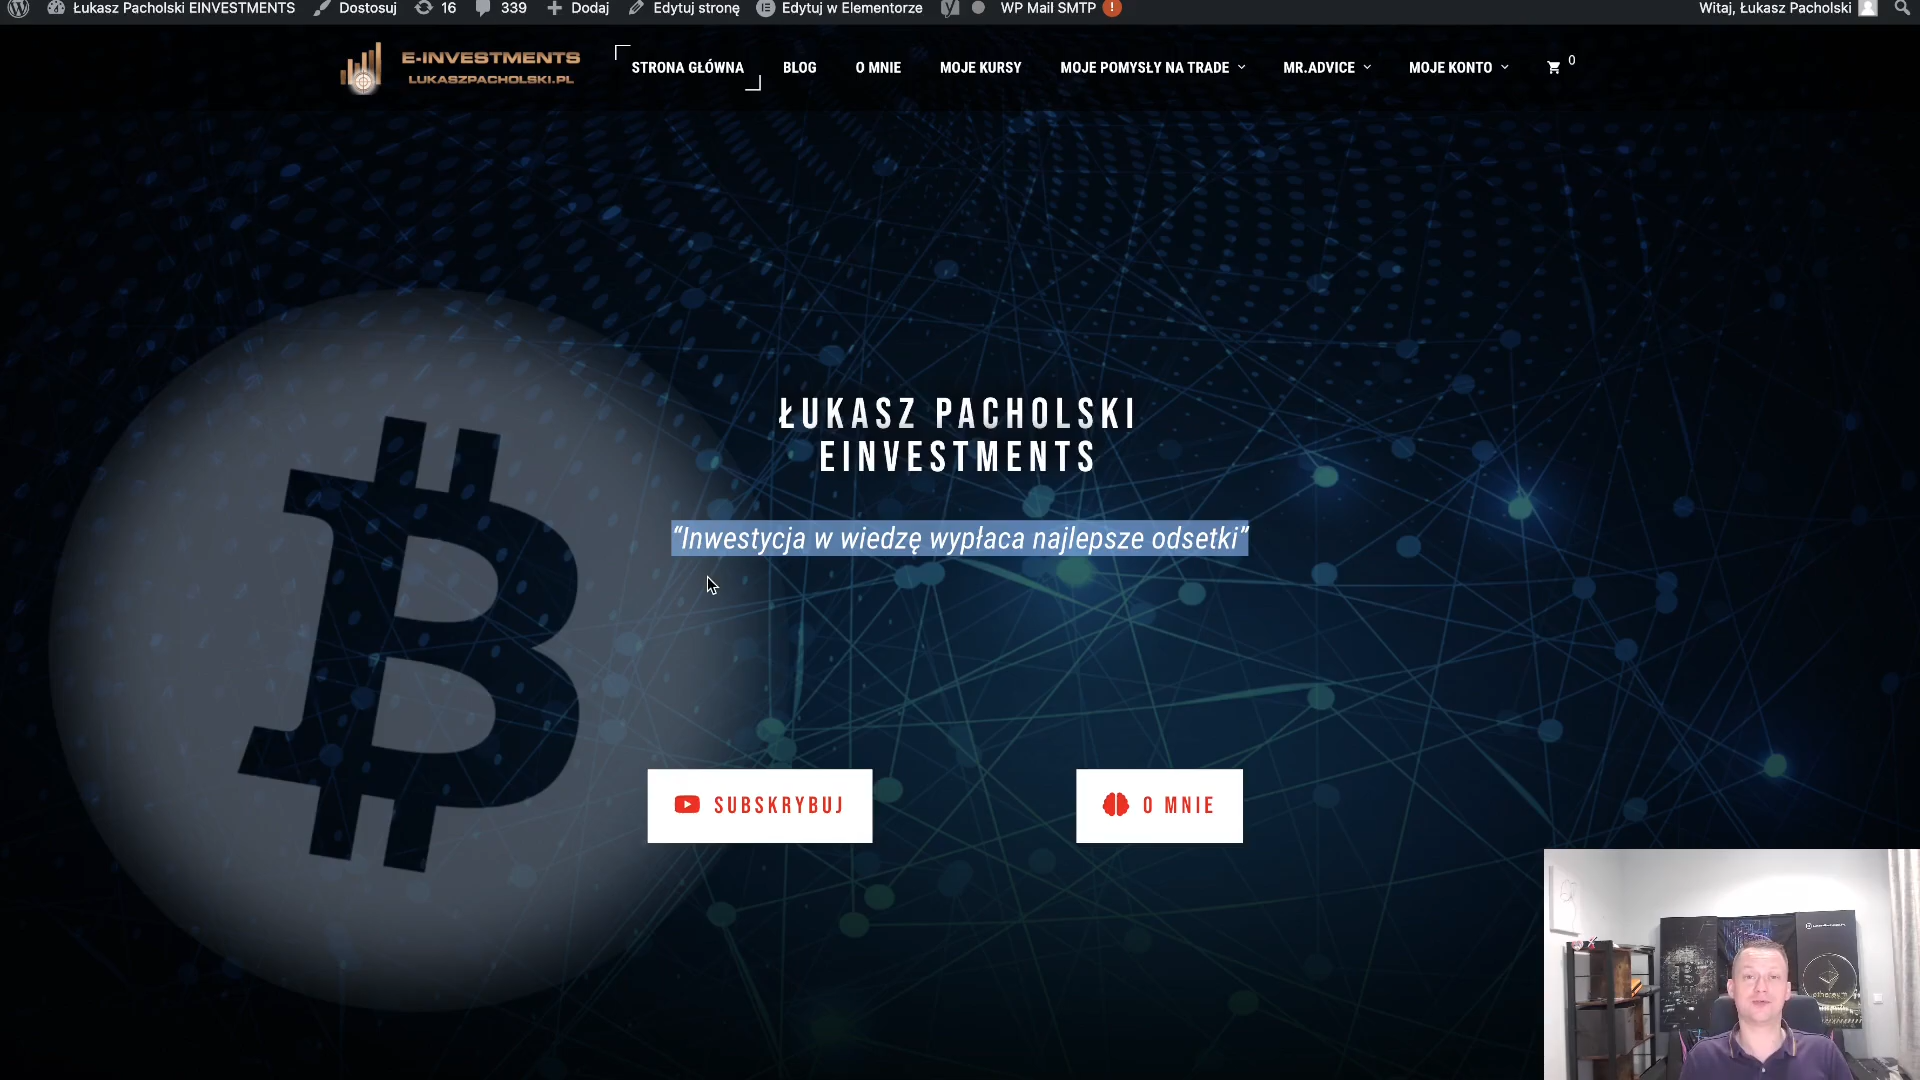 Łukasz Pacholski EINVESTMENTS Dostosuj 16 339 Dodaj Edytuj stronę Edytuj w Elementorze WP Mail SMTP ! Witaj, Łukasz Pacholski
E-INVESTMENTS
LUKASZPACHOLSKI.PL
STRONA GŁÓWNA BLOG O MNIE MOJE KURSY MOJE POMYSŁY NA TRADE MR.ADVICE MOJE KONTO 0
ŁUKASZ PACHOLSKI
EINVESTMENTS
“Inwestycja w wiedzę wypłaca najlepsze odsetki”
SUBSKRYBUJ O MNIE
ethereum